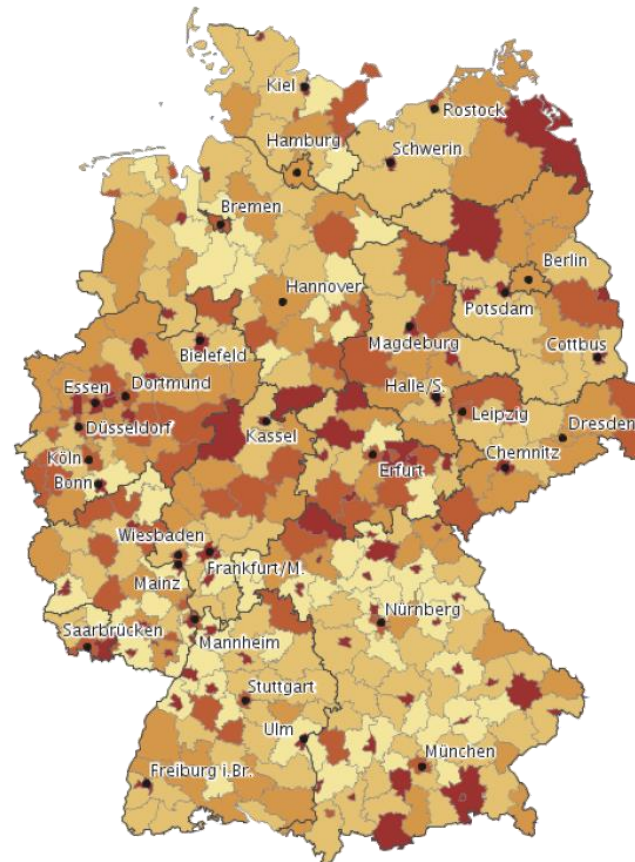 Kiel
Rostock
Hamburg
Schwerin
Bremen
Berlin
Hannover
Potsdam
Magdeburg
Bielefeld
Cottbus
Essen
Dortmund
Halle/S.
Leipzig
Düsseldorf
Kassel
Dresden
Köln
Erfurt
Chemnitz
Bonn
Wiesbaden
Frankfurt/M.
Mainz
Nürnberg
Saarbrücken
Mannheim
Stuttgart
Ulm
München
Freiburg i.Br.